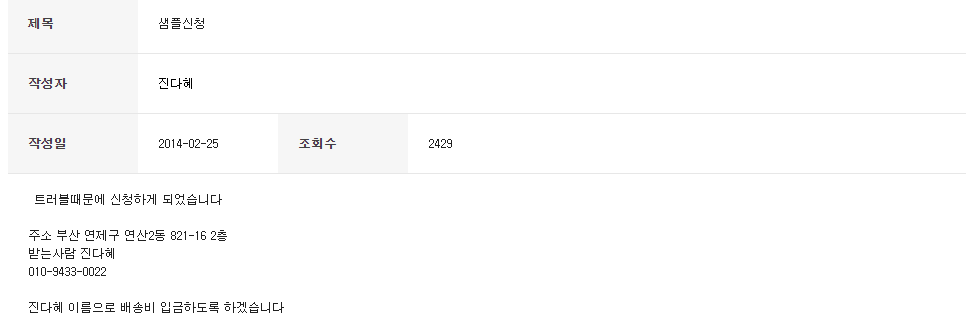 제목 샘플신청
작성자 진다혜
작성일 2014-02-25 조회수 2429
트러블때문에 신청하게 되었습니다
주소 부산 연제구 연산2동 821-16 2층
받는사람 진다혜
010-9433-0022
진다혜 이름으로 배송비 입금하도록 하겠습니다